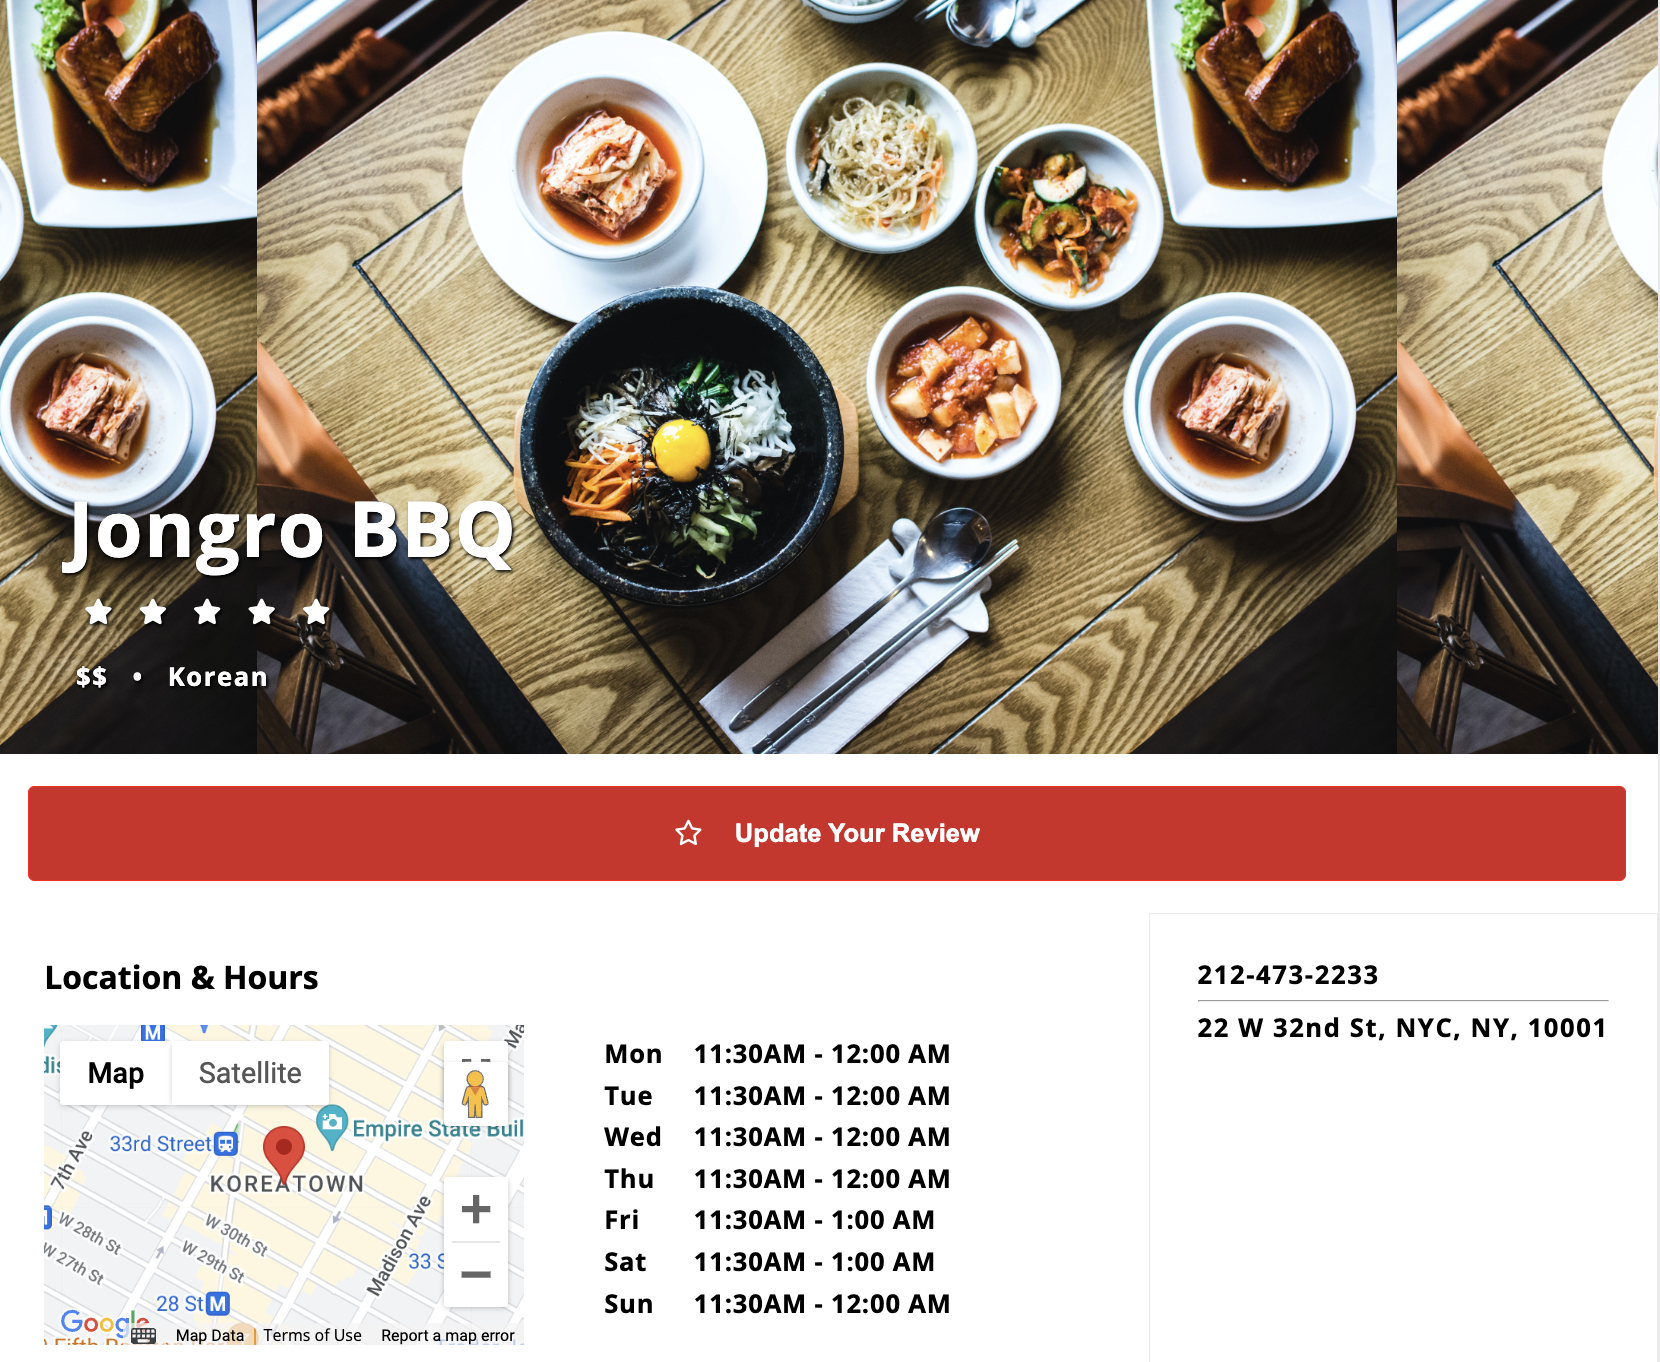 Jongro BBQ
$$ • Korean
Update Your Review
Location & Hours
212-473-2233
22 W 32nd St, NYC, NY, 10001
Mon 11:30AM - 12:00 AM
Tue 11:30AM - 12:00 AM
Wed 11:30AM - 12:00 AM
Thu 11:30AM - 12:00 AM
Fri 11:30AM - 1:00 AM
Sat 11:30AM - 1:00 AM
Sun 11:30AM - 12:00 AM
M
Map Satellite
Empire State Buil
33rd Street
7th Ave
KOREATOWN
W 28th St
W 30th St
W 27th St
W 29th St
Madison Ave
33 S
28 St M
Google
Map Data Terms of Use Report a map error